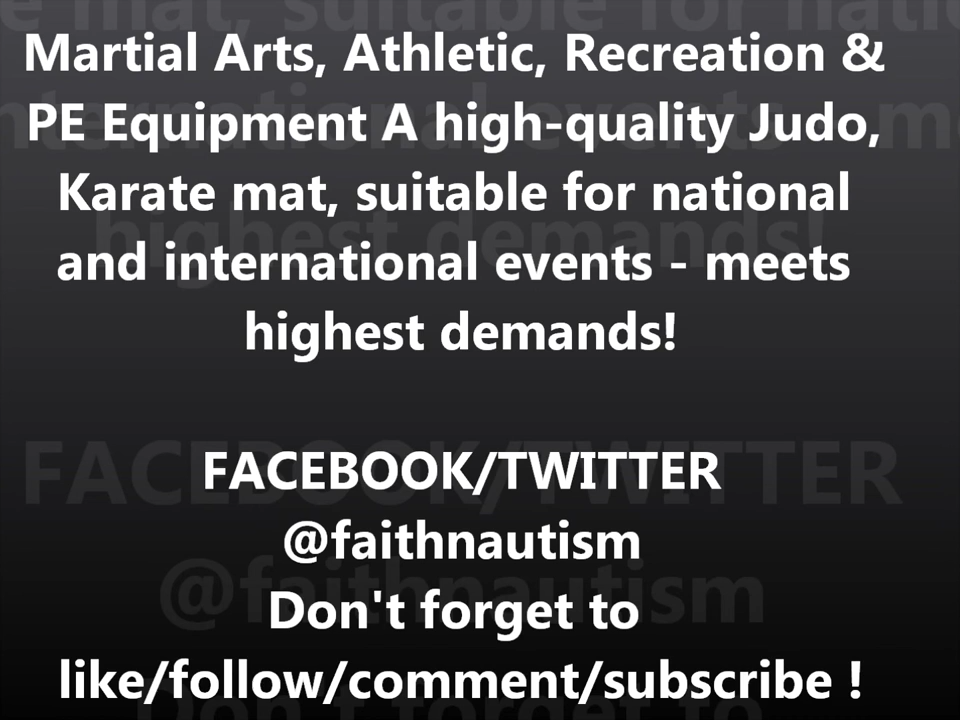 Martial Arts, Athletic, Recreation &
PE Equipment A high-quality Judo,
Karate mat, suitable for national
and international events - meets
highest demands!
FACEBOOK/TWITTER
@faithnautism
Don't forget to
like/follow/comment/subscribe !